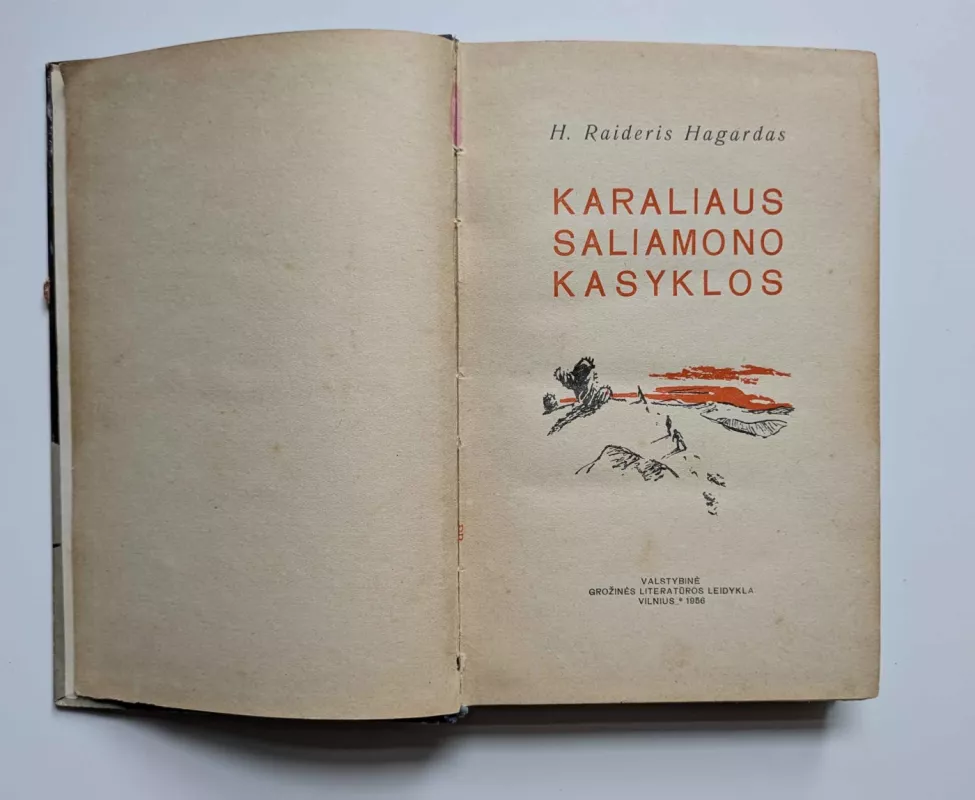 H. Raideris Hagardas
KARALIAUS
SALIAMONO
KASYKLOS
VALSTYBINĖ
GROŽINĖS LITERATŪROS LEIDYKLA
VILNIUS * 1956